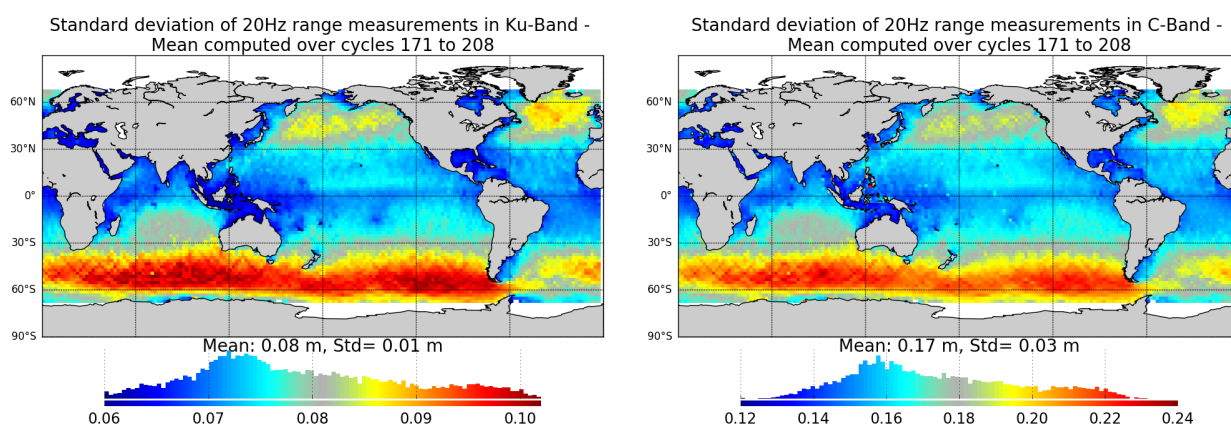 Standard deviation of 20Hz range measurements in Ku-Band -
Mean computed over cycles 171 to 208
60°N
30°N
0°
30°S
60°S
90°S
Mean: 0.08 m, Std= 0.01 m
0.06 0.07 0.08 0.09 0.10
Standard deviation of 20Hz range measurements in C-Band -
Mean computed over cycles 171 to 208
60°N
30°N
0°
30°S
60°S
90°S
Mean: 0.17 m, Std= 0.03 m
0.12 0.14 0.16 0.18 0.20 0.22 0.24